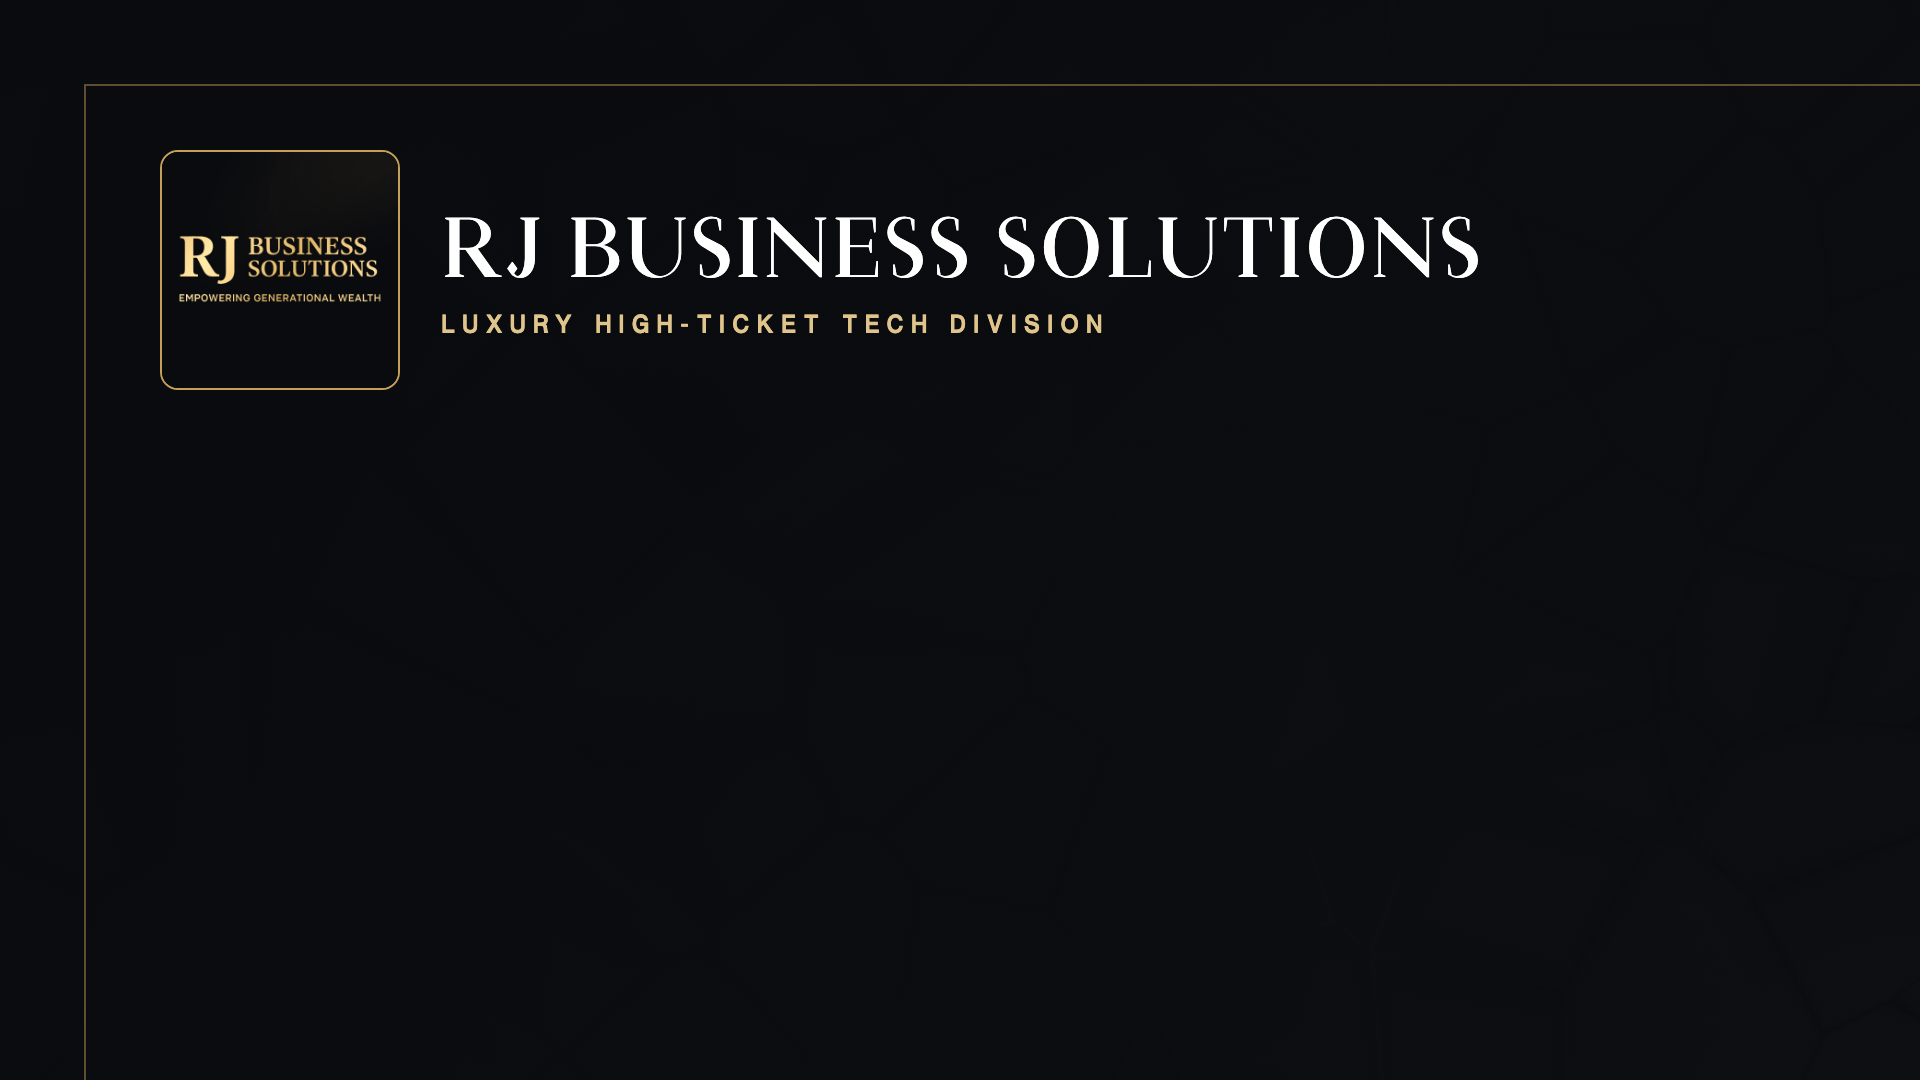 RJ BUSINESS
SOLUTIONS
EMPOWERING GENERATIONAL WEALTH
RJ BUSINESS SOLUTIONS
LUXURY HIGH-TICKET TECH DIVISION